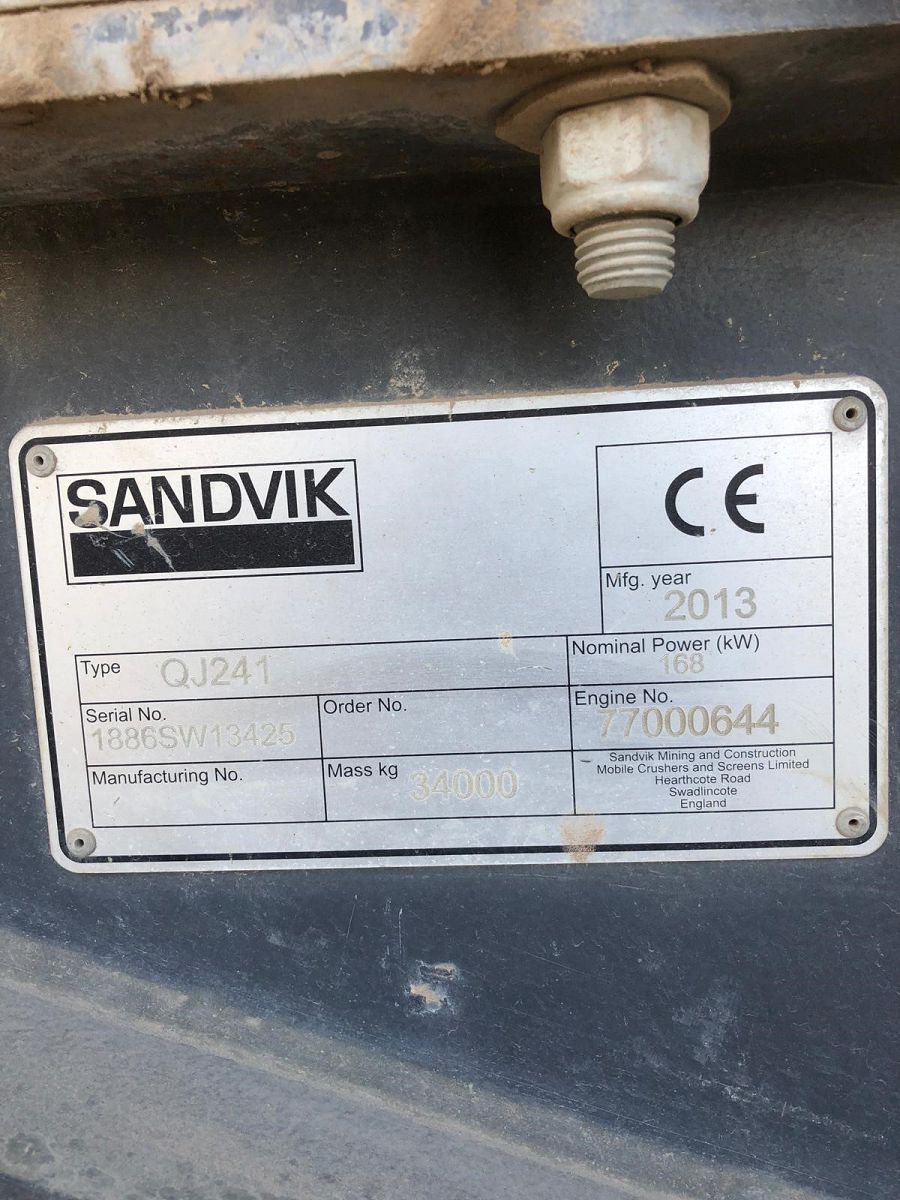 SANDVIK
CE
Mfg. year
2013
Type QJ241
Nominal Power (kW)
168
Serial No.
1886SW13425
Order No.
Engine No.
77000644
Manufacturing No.
Mass kg 34000
Sandvik Mining and Construction
Mobile Crushers and Screens Limited
Hearthcote Road
Swadlincote
England